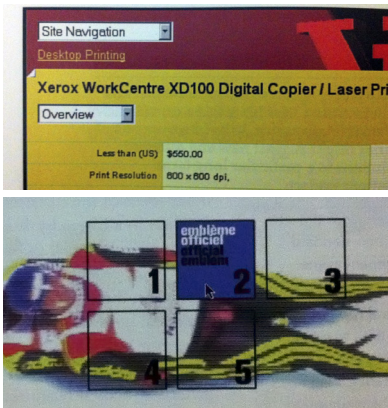 Site Navigation
Desktop Printing
Xerox WorkCentre XD100 Digital Copier / Laser Pri
Overview
Less than (US) $550.00
Print Resolution 600 x 600 dpi,
emblème
officiel
official
emblem
1 2 3
4 5